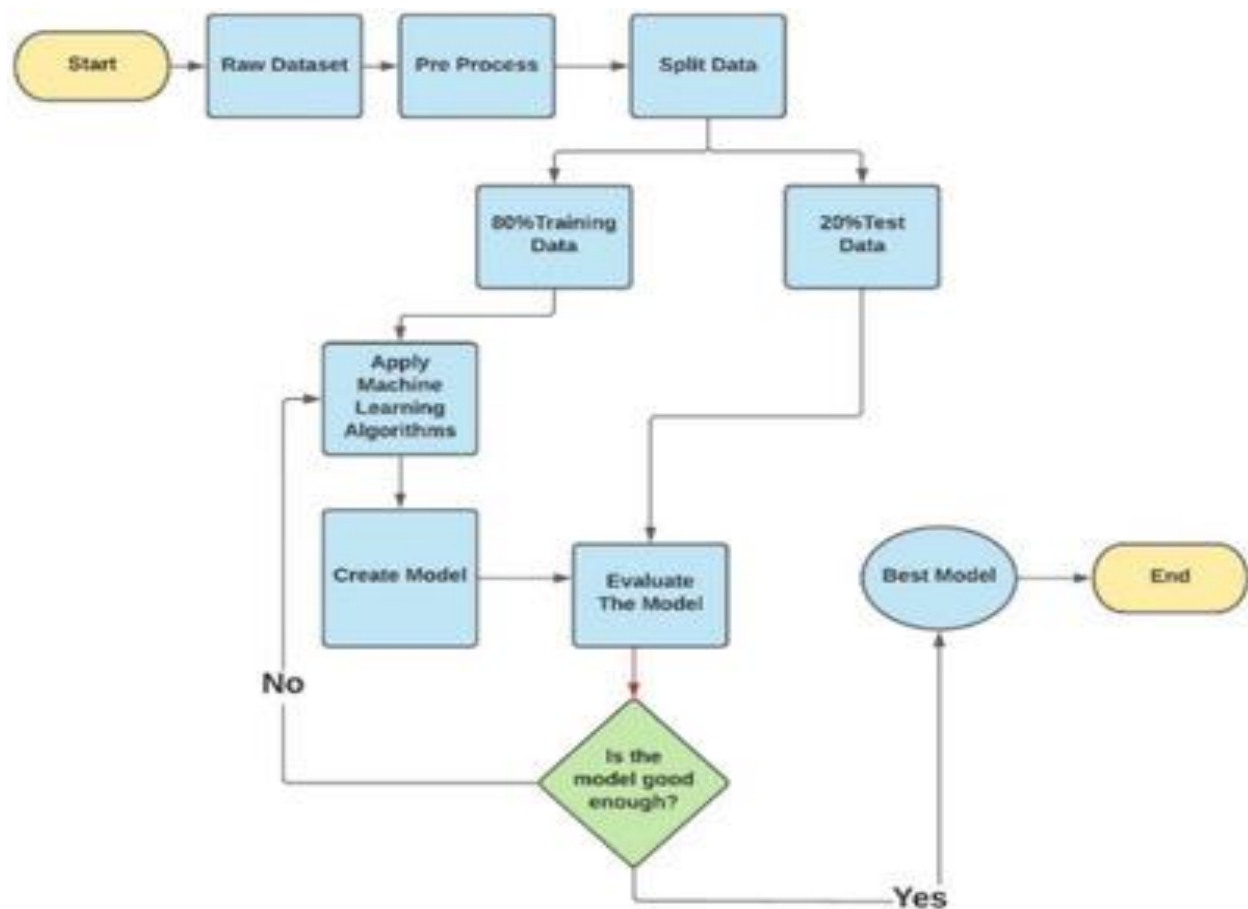 Start
Raw Dataset
Pre Process
Split Data
80%Training
Data
20%Test
Data
Apply
Machine
Learning
Algorithms
Create Model
Evaluate
The Model
Best Model
End
No
Is the
model good
enough?
Yes